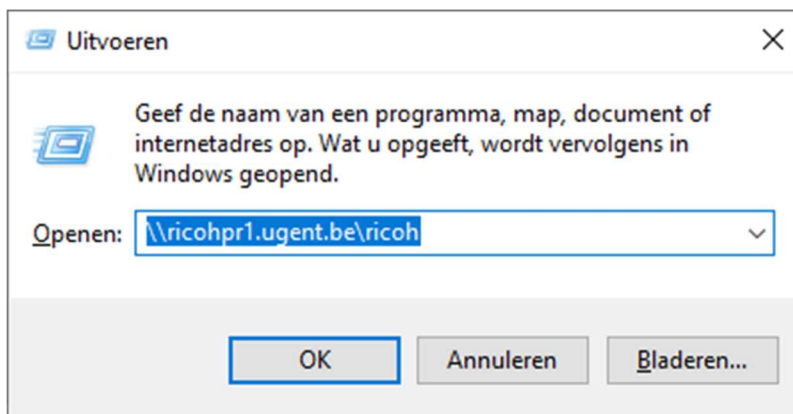 Uitvoeren
Geef de naam van een programma, map, document of
internetadres op. Wat u opgeeft, wordt vervolgens in
Windows geopend.
Openen: \\ricohpr1.ugent.be\ricoh
OK Annuleren Bladeren...